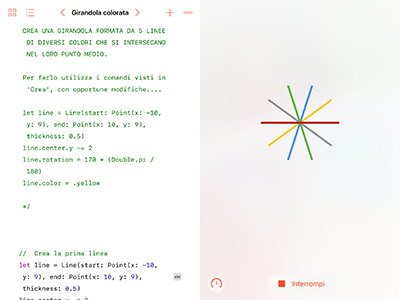 Girandola colorata
CREA UNA GIRANDOLA FORMATA DA 5 LINEE
DI DIVERSI COLORI CHE SI INTERSECANO
NEL LORO PUNTO MEDIO.
Per farlo utilizza i comandi visti in
'Crea', con opportune modifiche....
let line = Line(start: Point(x: -10,
y: 9), end: Point(x: 10, y: 9),
thickness: 0.5)
line.center.y -= 2
line.rotation = 170 * (Double.pi /
180)
line.color = .yellow
*/
// Crea la prima linea
let line = Line(start: Point(x: -10,
y: 9), end: Point(x: 10, y: 9),
thickness: 0.5)
line.center.y -= 2
Interrompi